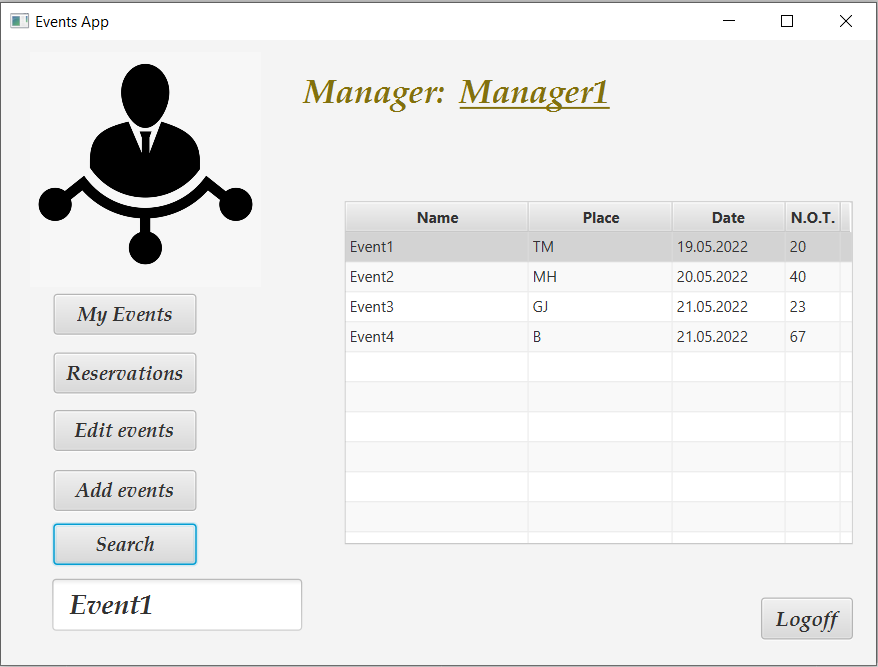 Events App
Manager: Manager1
Name Place Date N.O.T.
Event1 TM 19.05.2022 20
Event2 MH 20.05.2022 40
Event3 GJ 21.05.2022 23
Event4 B 21.05.2022 67
My Events
Reservations
Edit events
Add events
Search
Event1
Logoff